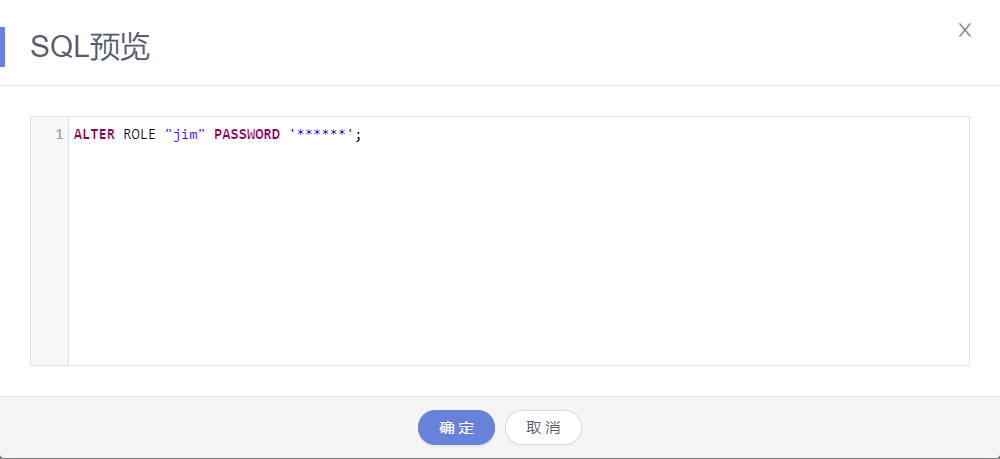 SQL预览
1 ALTER ROLE "jim" PASSWORD '******';
确 定
取 消